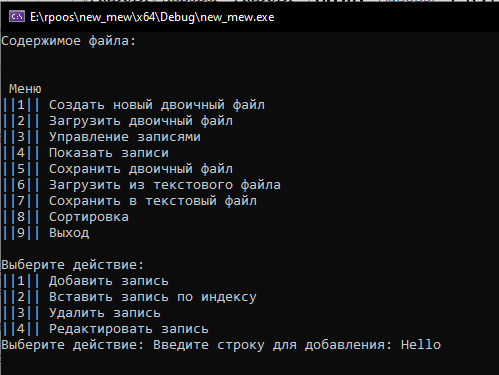 E:\rpoos\new_mew\x64\Debug\new_mew.exe
Содержимое файла:
Меню
||1|| Создать новый двоичный файл
||2|| Загрузить двоичный файл
||3|| Управление записями
||4|| Показать записи
||5|| Сохранить двоичный файл
||6|| Загрузить из текстового файла
||7|| Сохранить в текстовый файл
||8|| Сортировка
||9|| Выход
Выберите действие:
||1|| Добавить запись
||2|| Вставить запись по индексу
||3|| Удалить запись
||4|| Редактировать запись
Выберите действие: Введите строку для добавления: Hello